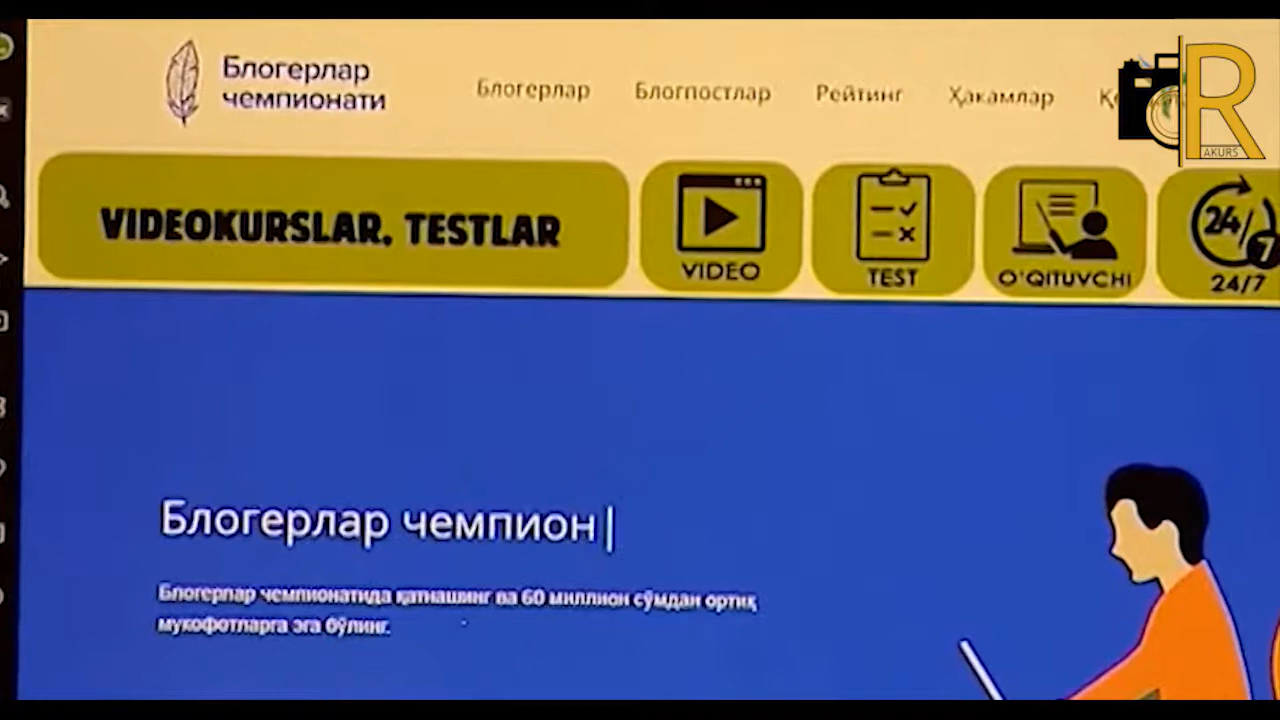 Блогерлар
чемпионати
Блогерлар Блогпостлар Рейтинг Ҳакамлар
R
AKURS
VIDEOKURSLAR. TESTLAR
VIDEO
TEST
O'QITUVCHI
24/7
24/7
Блогерлар чемпион
Блогерлар чемпионатида қатнашинг ва 60 миллион сўмдан ортиқ
мукофотларга эга бўлинг.